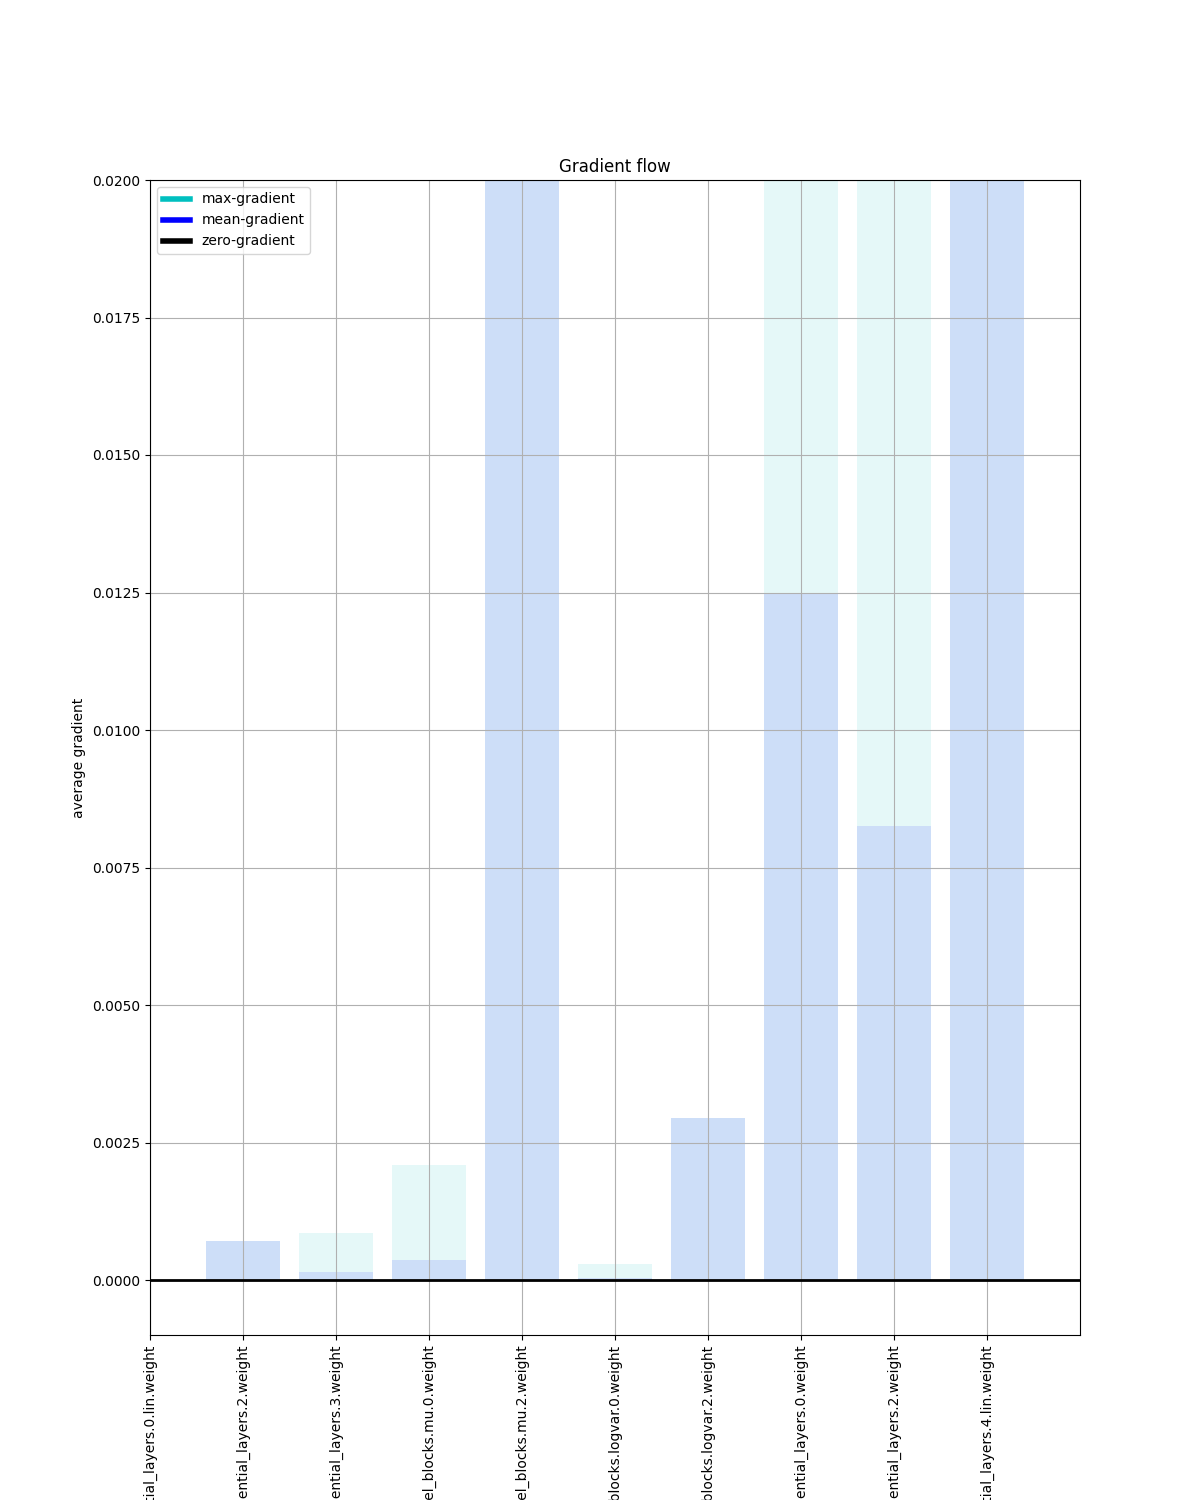 Gradient flow
max-gradient
mean-gradient
zero-gradient
average gradient
0.0200
0.0175
0.0150
0.0125
0.0100
0.0075
0.0050
0.0025
0.0000
tial_layers.0.lin.weight
ential_layers.2.weight
ential_layers.3.weight
el_blocks.mu.0.weight
el_blocks.mu.2.weight
blocks.logvar.0.weight
blocks.logvar.2.weight
ential_layers.0.weight
ential_layers.2.weight
tial_layers.4.lin.weight